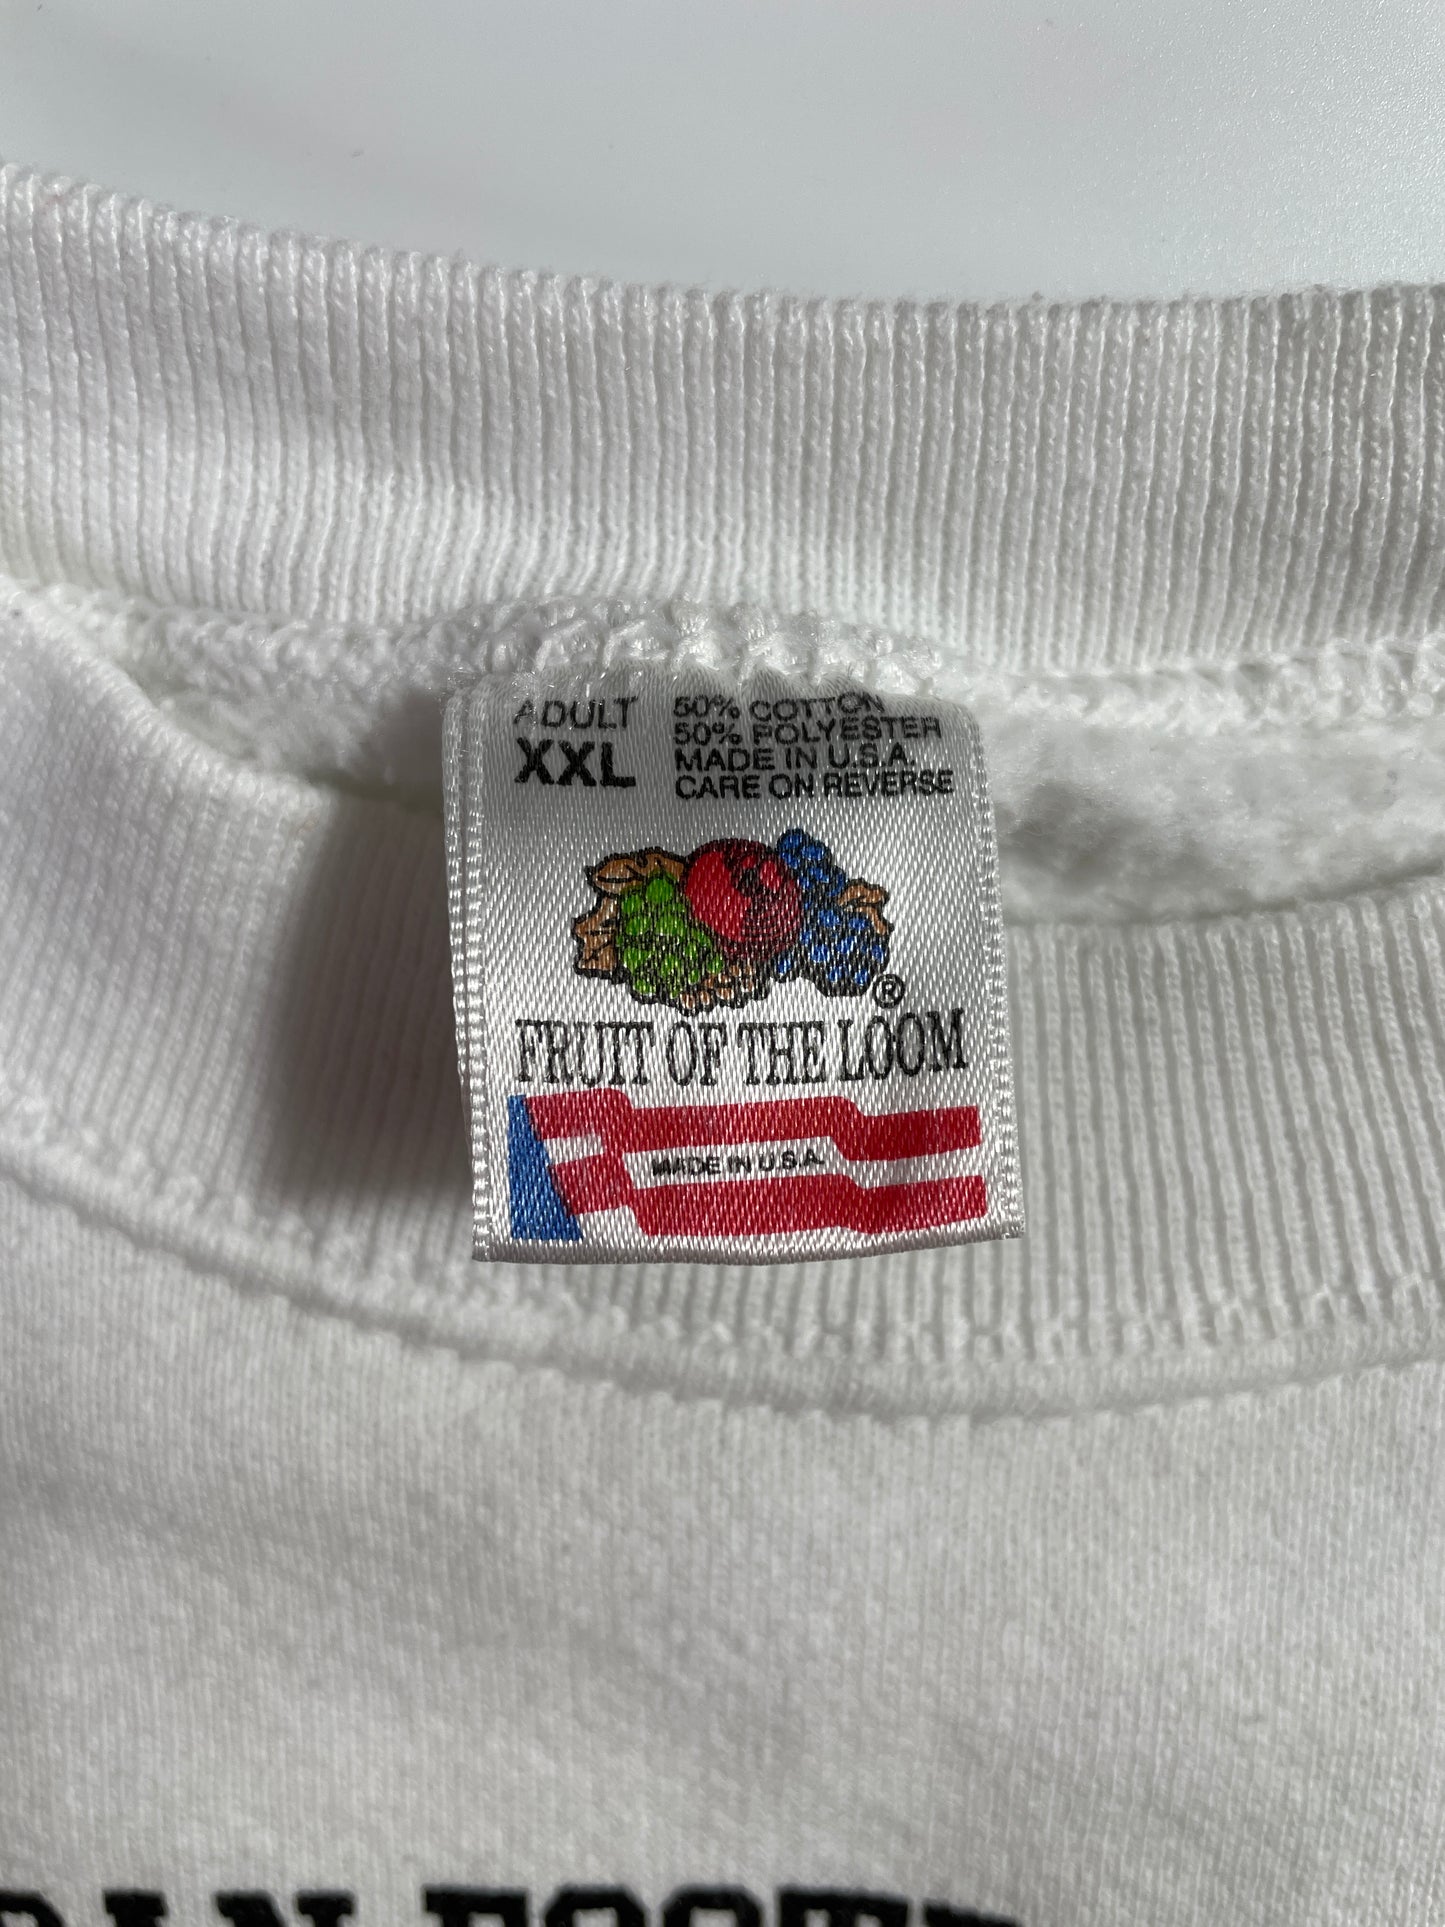 ADULT
XXL
50% COTTON
50% POLYESTER
MADE IN U.S.A.
CARE ON REVERSE
®
FRUIT OF THE LOOM
MADE IN U.S.A.